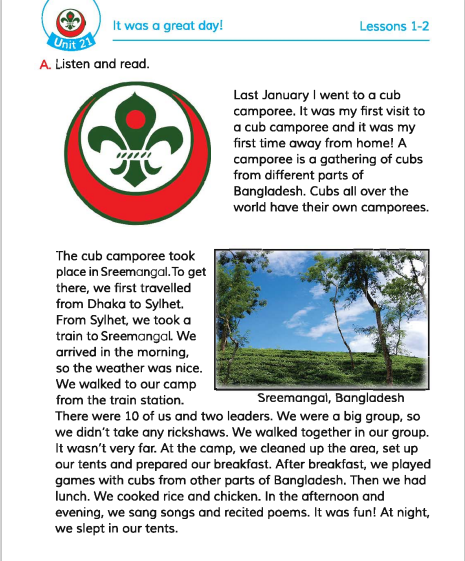 It was a great day!
Lessons 1-2
Unit 21
A. Listen and read.
Last January I went to a cub
camporee. It was my first visit to
a cub camporee and it was my
first time away from home! A
camporee is a gathering of cubs
from different parts of
Bangladesh. Cubs all over the
world have their own camporees.
The cub camporee took
place in Sreemangal. To get
there, we first travelled
from Dhaka to Sylhet.
From Sylhet, we took a
train to Sreemangal. We
arrived in the morning,
so the weather was nice.
We walked to our camp
from the train station.
Sreemangal, Bangladesh
There were 10 of us and two leaders. We were a big group, so
we didn't take any rickshaws. We walked together in our group.
It wasn't very far. At the camp, we cleaned up the area, set up
our tents and prepared our breakfast. After breakfast, we played
games with cubs from other parts of Bangladesh. Then we had
lunch. We cooked rice and chicken. In the afternoon and
evening, we sang songs and recited poems. It was fun! At night,
we slept in our tents.